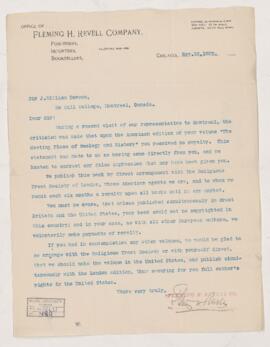 OFFICE OF
FLEMING H. REVELL COMPANY,
PUBLISHERS,
IMPORTERS,
BOOKSELLERS,
CHICAGO,
Sir J. William Dawson,
Mc Gill College, Montreal, Canada.
Dear Sir:
During a recent visit of our representative to Montreal, the
criticism was made that upon the American edition of your volume "The
Meeting Place of Geology and History" you received no royalty. This
statement was made to us as having come directly from you, and we
hasten to correct any false impression that may have been given you.
We publish this book by direct arrangement with the Religious
Tract Society of London, whose American agents we are, and to whom we
remit each six months a royalty upon all books sold in any market.
You must be aware, that unless published simultaneously in Great
Britain and the United States, your book could not be copyrighted in
this country; and in your case, as with other European authors, we
voluntarily make payments of royalty.
If you had in contemplation any other volumes, we would be glad to
so arrange with the Religious Tract Society or with yourself direct,
that we should make the volume in the United States, and publish simul-
taneously with the London edition, thus securing for you full author's
rights in the United States.
Yours very truly,